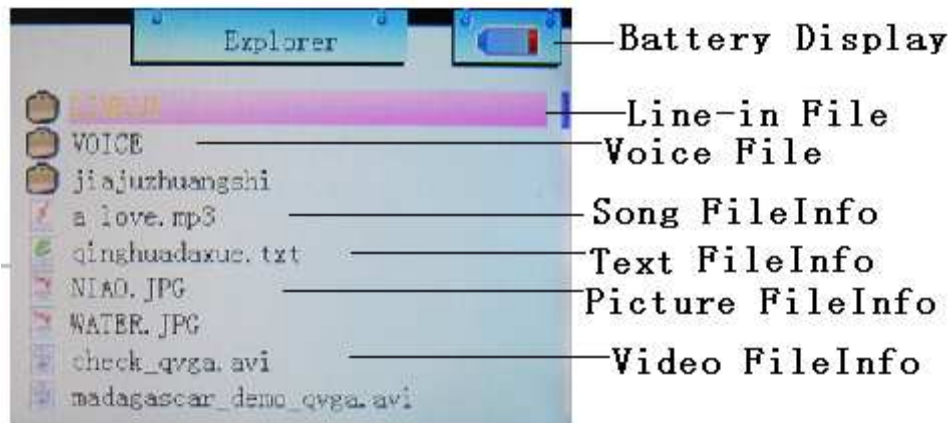 Explorer
Battery Display
Line-in File
VOICE
Voice File
jiajuzhuangshi
a love.mp3
Song FileInfo
qinghuadaxue.txt
Text FileInfo
NIAO.JPG
Picture FileInfo
WATER.JPG
check_qvga.avi
Video FileInfo
madagascar_demo_qvga.avi